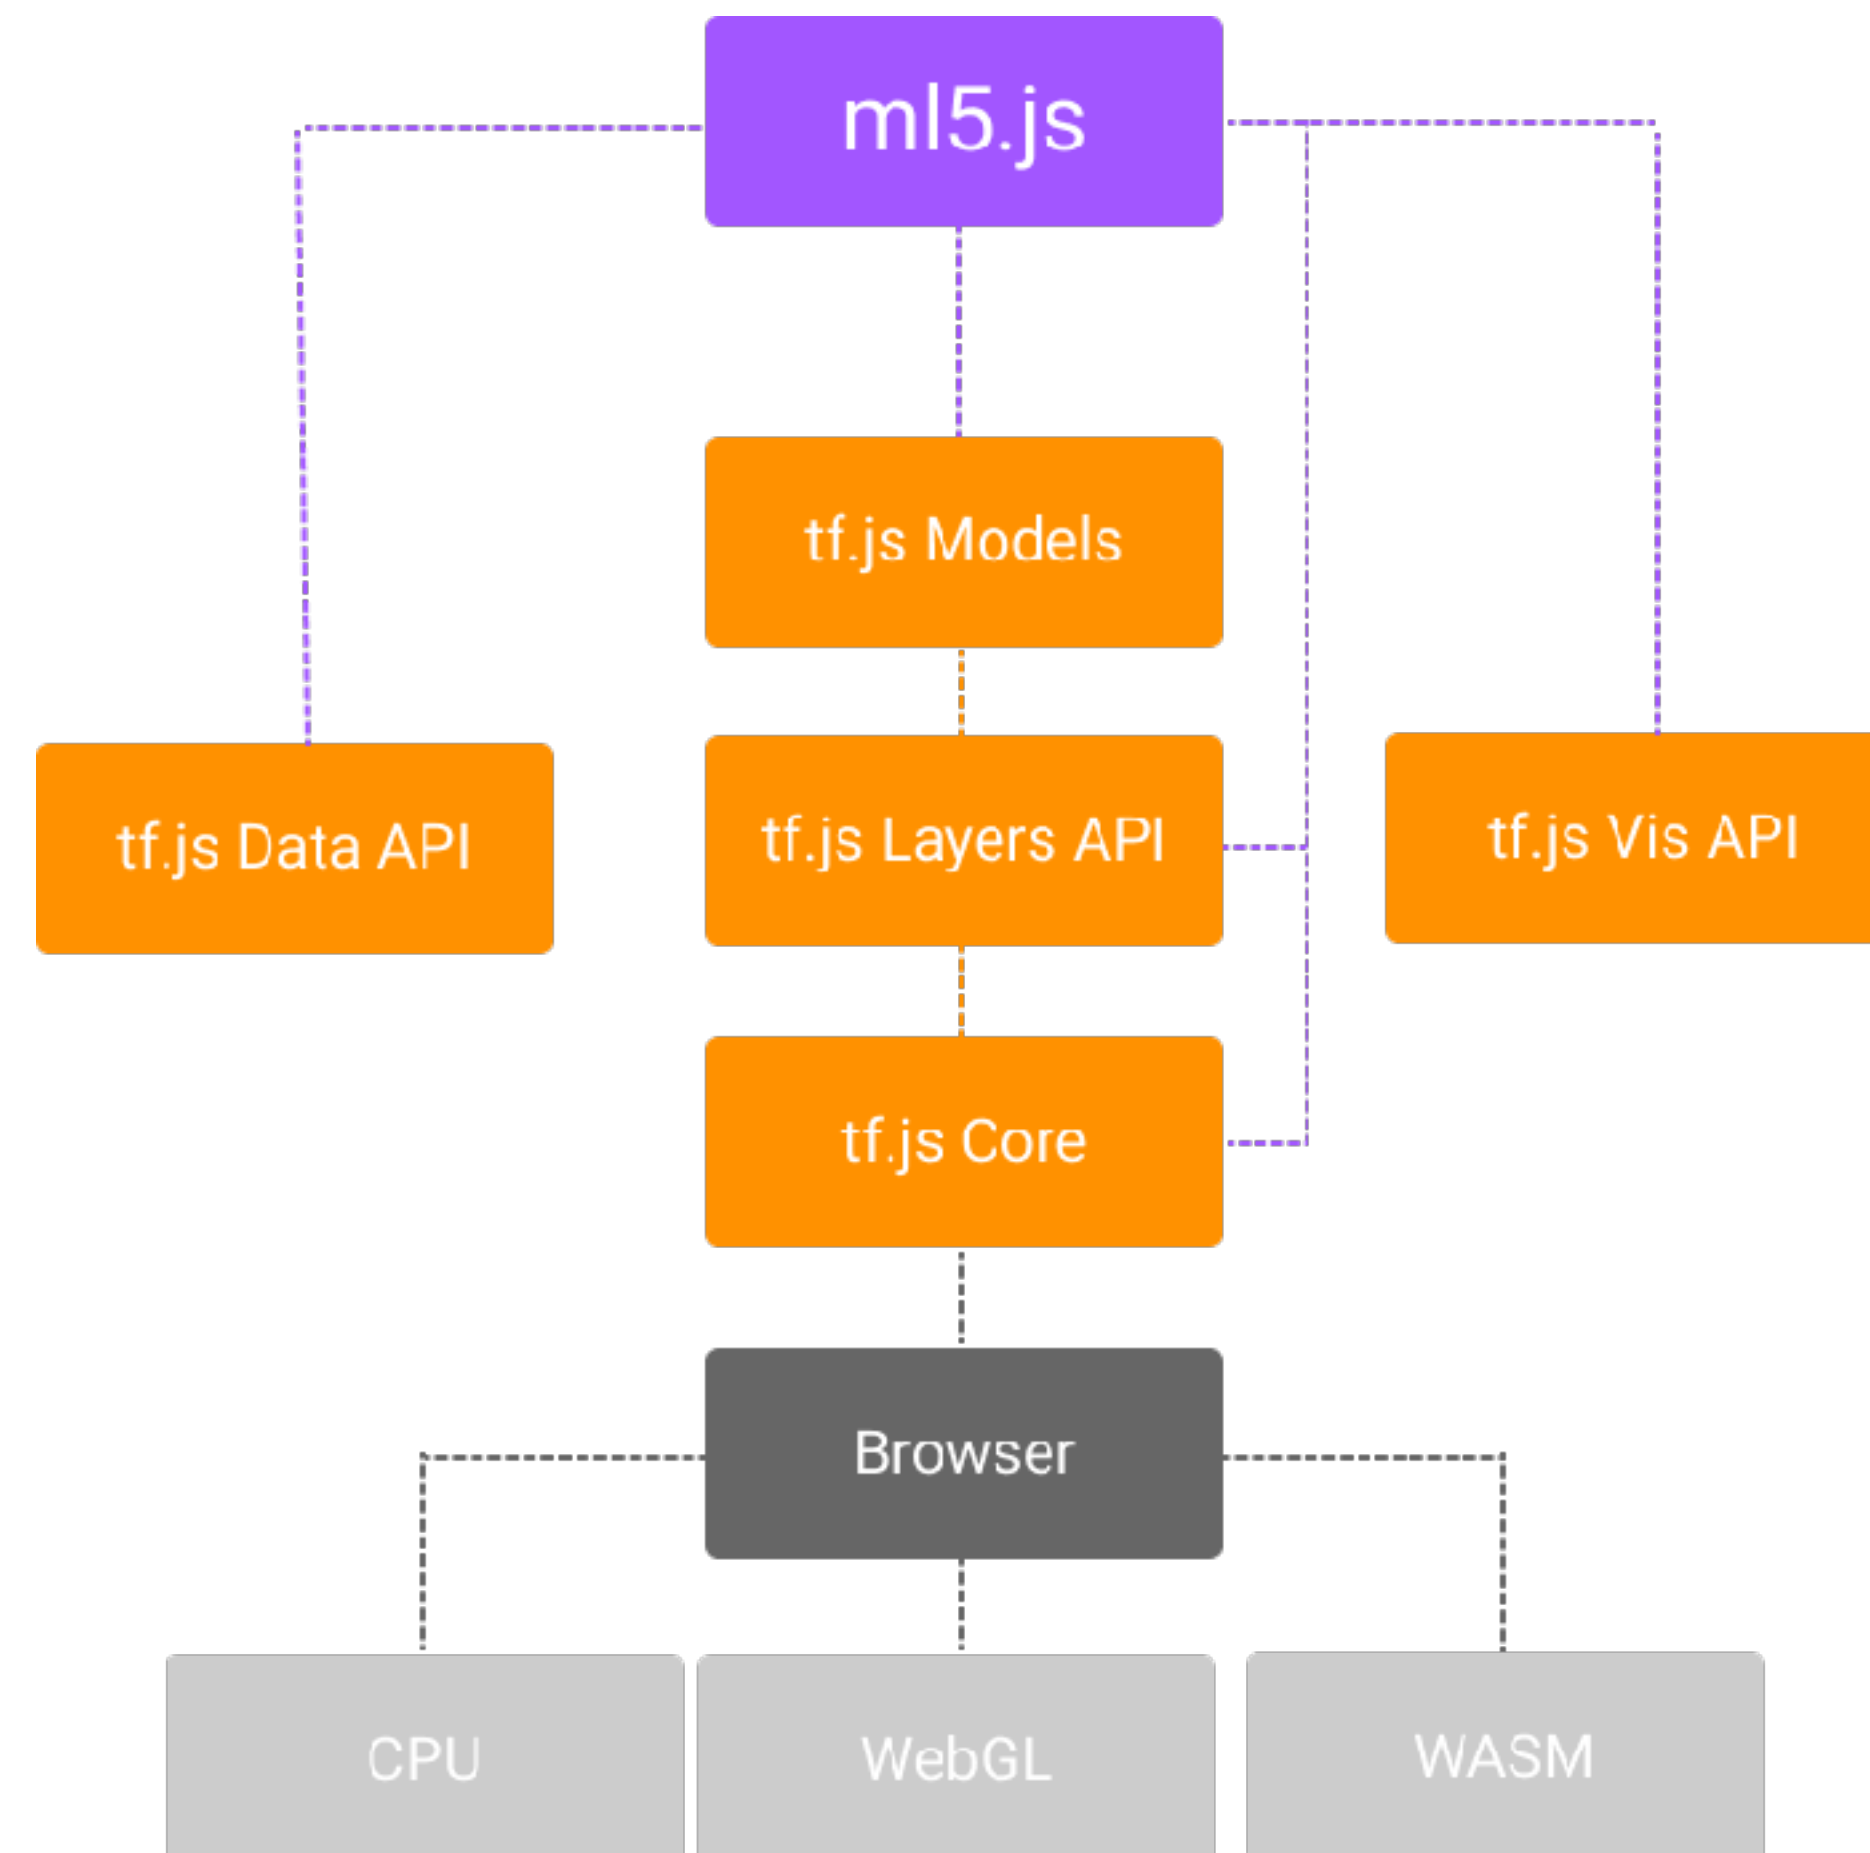 ml5.js
tf.js Models
tf.js Data API
tf.js Layers API
tf.js Vis API
tf.js Core
Browser
CPU
WebGL
WASM